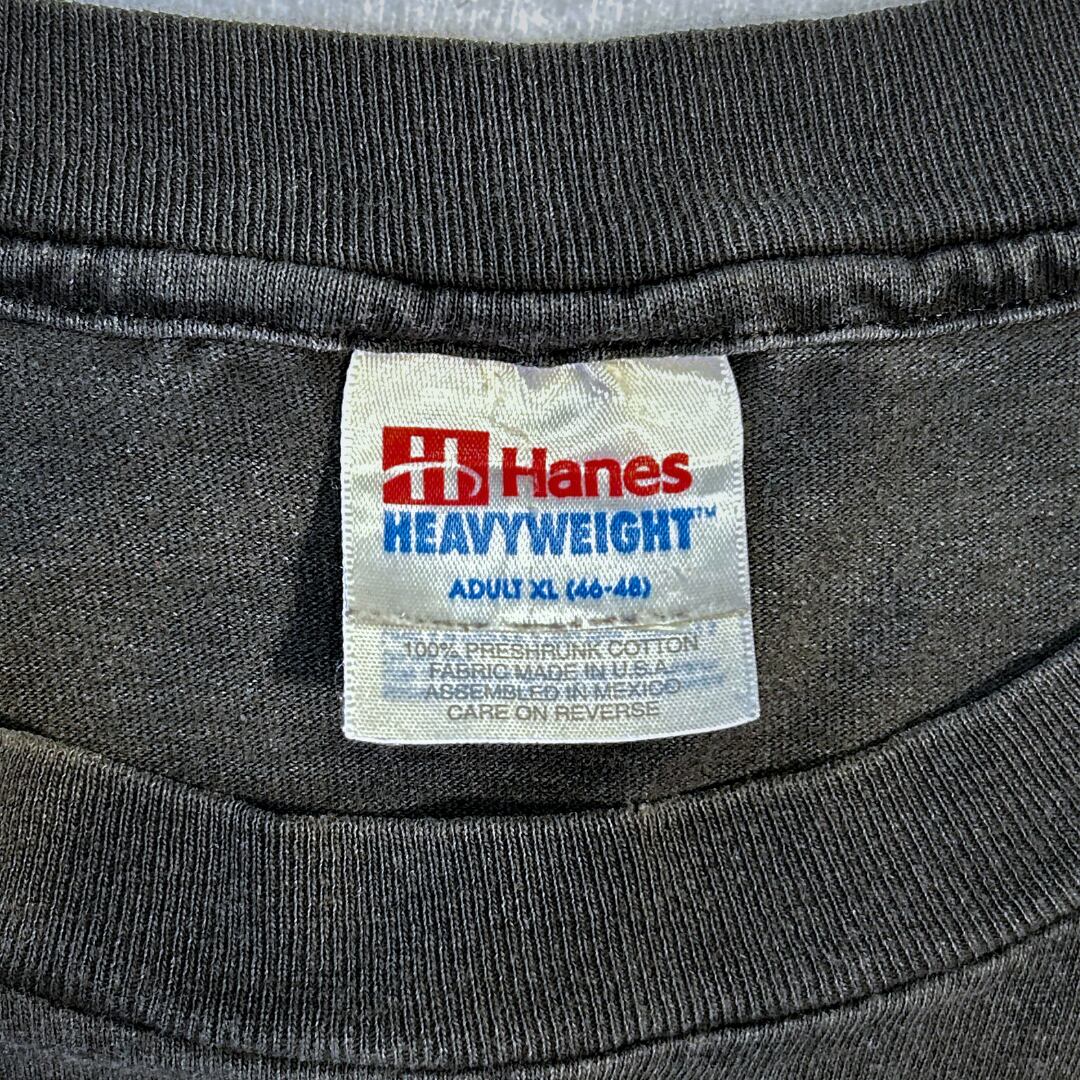 Hanes
HEAVYWEIGHT™
ADULT XL (46-48)
100% PRESHRUNK COTTON
FABRIC MADE IN U.S.A.
ASSEMBLED IN MEXICO
CARE ON REVERSE